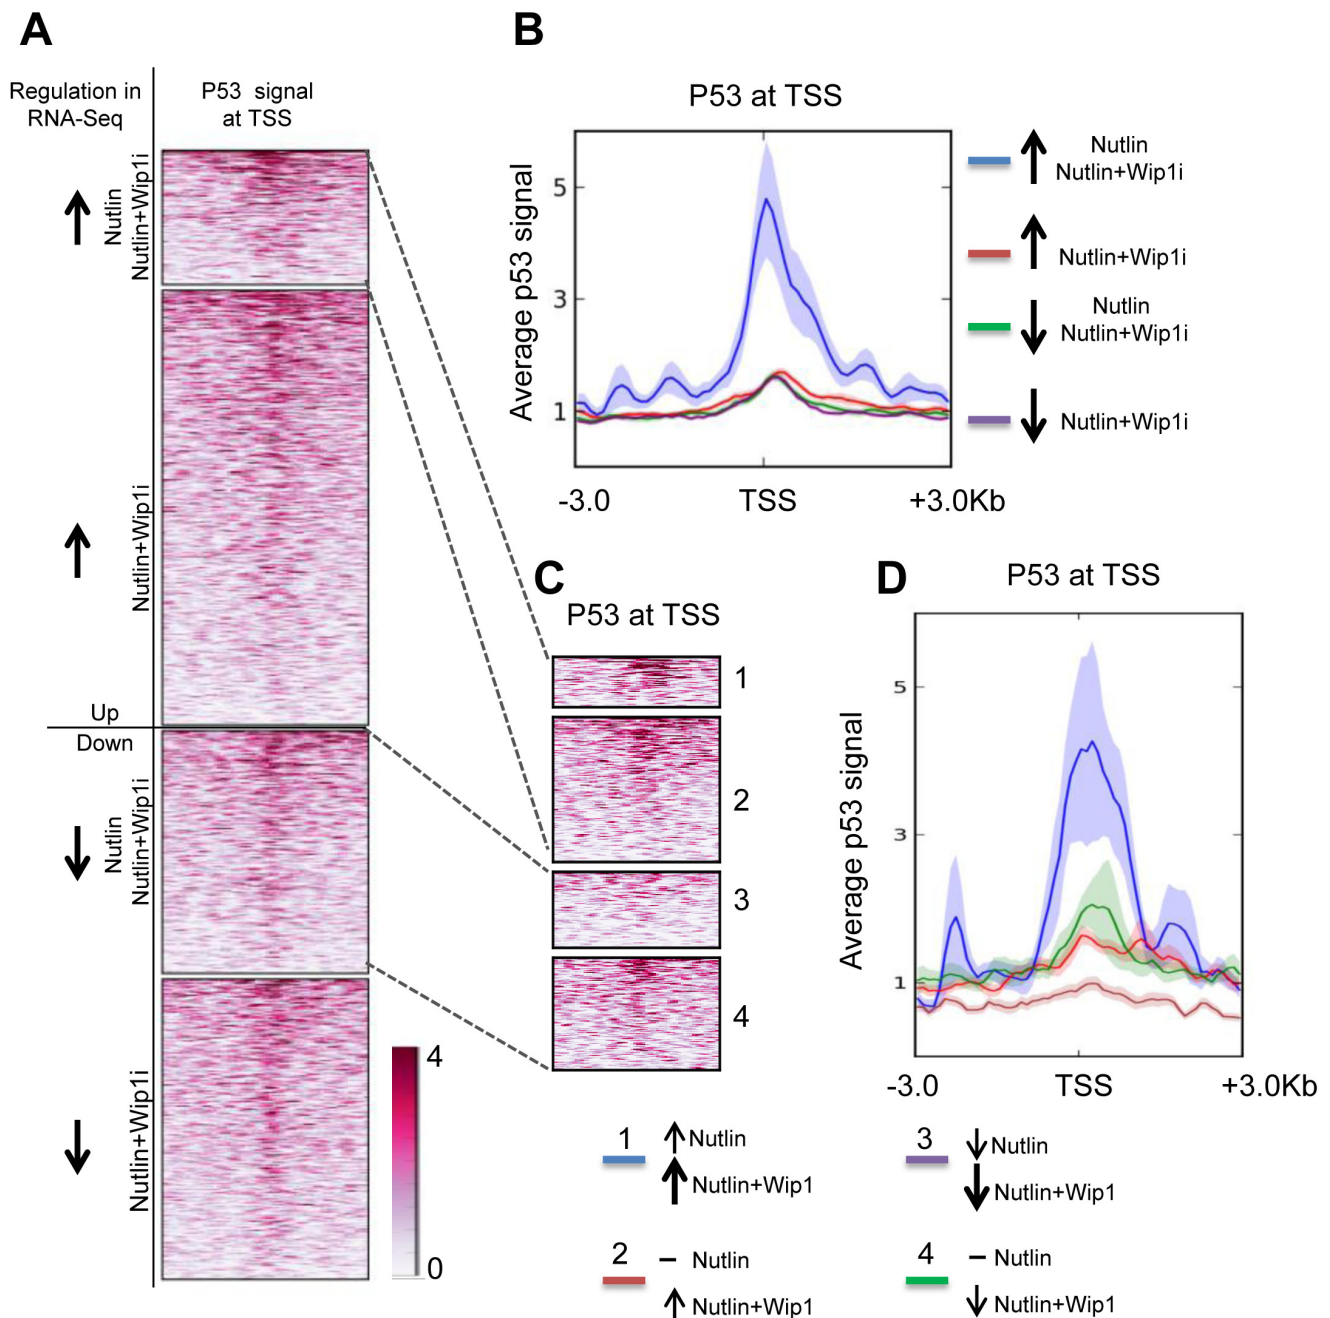 A
Regulation in
RNA-Seq
P53 signal
at TSS
Nutlin
Nutlin+Wip1i
Nutlin+Wip1i
Up
Down
Nutlin
Nutlin+Wip1i
Nutlin+Wip1i
4
0
B
P53 at TSS
Average p53 signal
5
3
1
-3.0
TSS
+3.0Kb
Nutlin
Nutlin+Wip1i
Nutlin+Wip1i
Nutlin
Nutlin+Wip1i
Nutlin+Wip1i
C
P53 at TSS
1
2
3
4
D
P53 at TSS
Average p53 signal
5
3
1
-3.0
TSS
+3.0Kb
1
Nutlin
Nutlin+Wip1
2
– Nutlin
Nutlin+Wip1
3
Nutlin
Nutlin+Wip1
4
– Nutlin
Nutlin+Wip1